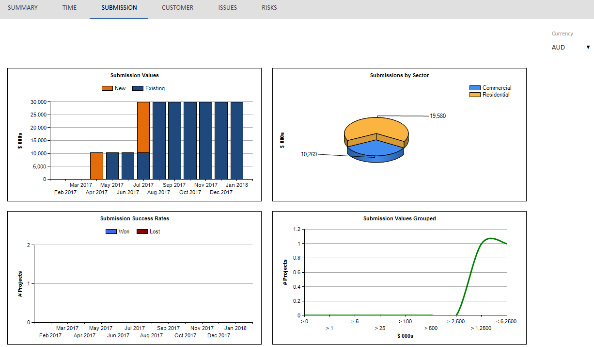 SUMMARY TIME SUBMISSION CUSTOMER ISSUES RISKS
Currency
AUD
Submission Values
New Existing
30,000
25,000
20,000
15,000
10,000
5,000
0
$ 000s
Mar 2017 May 2017 Jul 2017 Sep 2017 Nov 2017 Jan 2018
Feb 2017 Apr 2017 Jun 2017 Aug 2017 Oct 2017 Dec 2017
Submissions by Sector
Commercial
Residential
19,580
10,260
$ 000s
Submission Success Rates
Won Lost
2
1
0
# Projects
Mar 2017 May 2017 Jul 2017 Sep 2017 Nov 2017 Jan 2018
Feb 2017 Apr 2017 Jun 2017 Aug 2017 Oct 2017 Dec 2017
Submission Values Grouped
1.2
1
0.8
0.6
0.4
0.2
0
# Projects
> 0 > 5 > 100
> 1 > 25
$ 000s